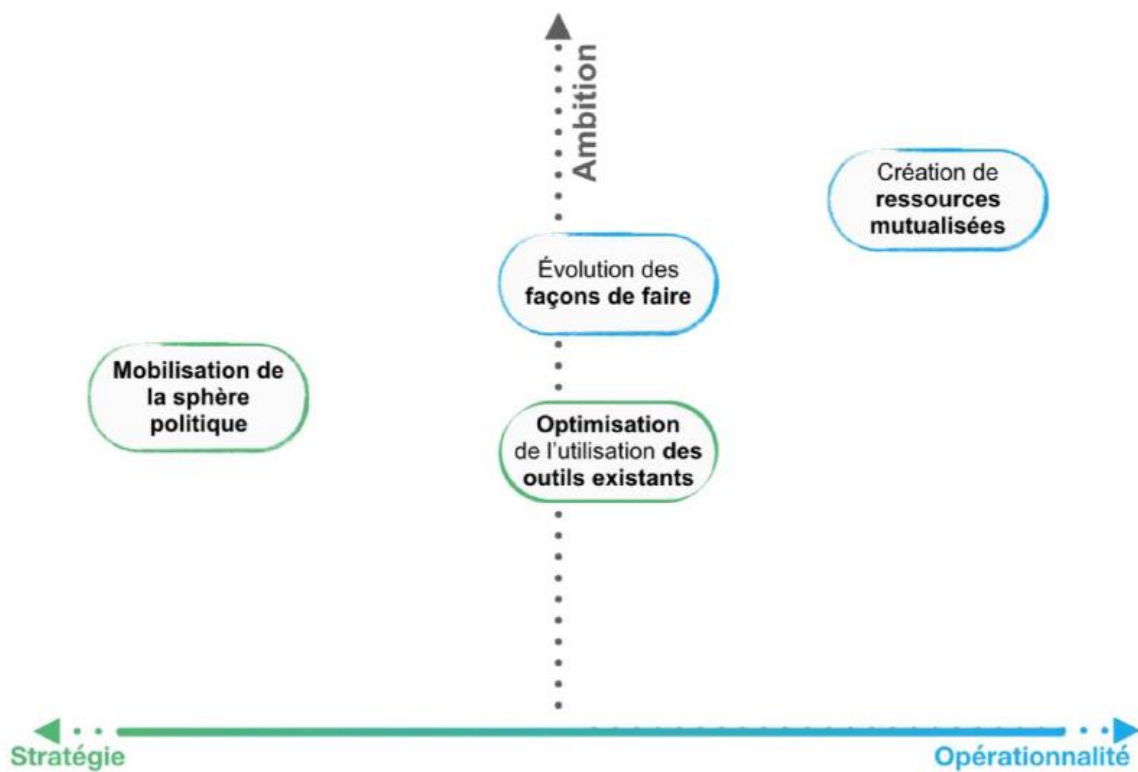 Ambition
Création de
ressources
mutualisées
Évolution des
façons de faire
Mobilisation de
la sphère
politique
Optimisation
de l'utilisation des
outils existants
Stratégie
Opérationnalité